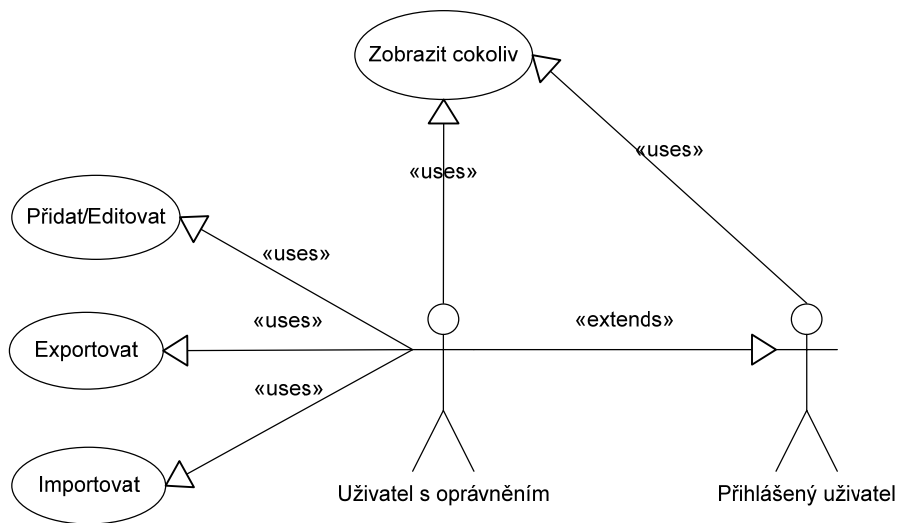 Zobrazit cokoliv
«uses»
«uses»
Přidat/Editovat
«uses»
«uses»
«extends»
Exportovat
«uses»
Importovat
Uživatel s oprávněním
Přihlášený uživatel